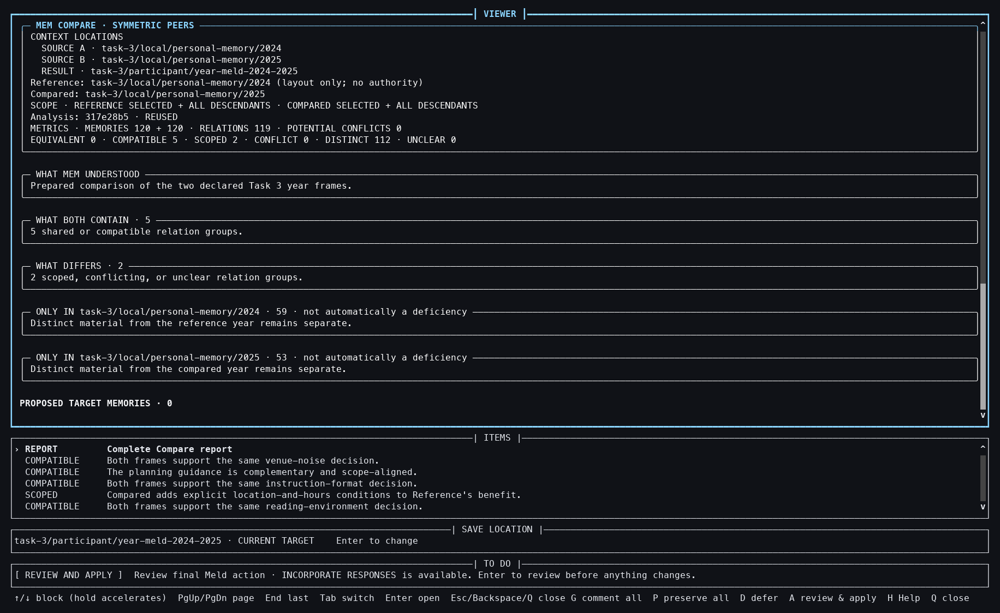 VIEWER
MEM COMPARE · SYMMETRIC PEERS
CONTEXT LOCATIONS
SOURCE A · task-3/local/personal-memory/2024
SOURCE B · task-3/local/personal-memory/2025
RESULT · task-3/participant/year-meld-2024-2025
Reference: task-3/local/personal-memory/2024 (layout only; no authority)
Compared: task-3/local/personal-memory/2025
SCOPE · REFERENCE SELECTED + ALL DESCENDANTS · COMPARED SELECTED + ALL DESCENDANTS
Analysis: 317e28b5 · REUSED
METRICS · MEMORIES 120 + 120 · RELATIONS 119 · POTENTIAL CONFLICTS 0
EQUIVALENT 0 · COMPATIBLE 5 · SCOPED 2 · CONFLICT 0 · DISTINCT 112 · UNCLEAR 0
WHAT MEM UNDERSTOOD
Prepared comparison of the two declared Task 3 year frames.
WHAT BOTH CONTAIN · 5
5 shared or compatible relation groups.
WHAT DIFFERS · 2
2 scoped, conflicting, or unclear relation groups.
ONLY IN task-3/local/personal-memory/2024 · 59 · not automatically a deficiency
Distinct material from the reference year remains separate.
ONLY IN task-3/local/personal-memory/2025 · 53 · not automatically a deficiency
Distinct material from the compared year remains separate.
PROPOSED TARGET MEMORIES · 0
ITEMS
› REPORT Complete Compare report
COMPATIBLE Both frames support the same venue-noise decision.
COMPATIBLE The planning guidance is complementary and scope-aligned.
COMPATIBLE Both frames support the same instruction-format decision.
SCOPED Compared adds explicit location-and-hours conditions to Reference's benefit.
COMPATIBLE Both frames support the same reading-environment decision.
SAVE LOCATION
task-3/participant/year-meld-2024-2025 · CURRENT TARGET Enter to change
TO DO
[ REVIEW AND APPLY ] Review final Meld action · INCORPORATE RESPONSES is available. Enter to review before anything changes.
↑/↓ block (hold accelerates) PgUp/PgDn page End last Tab switch Enter open Esc/Backspace/Q close G comment all P preserve all D defer A review & apply H Help Q close